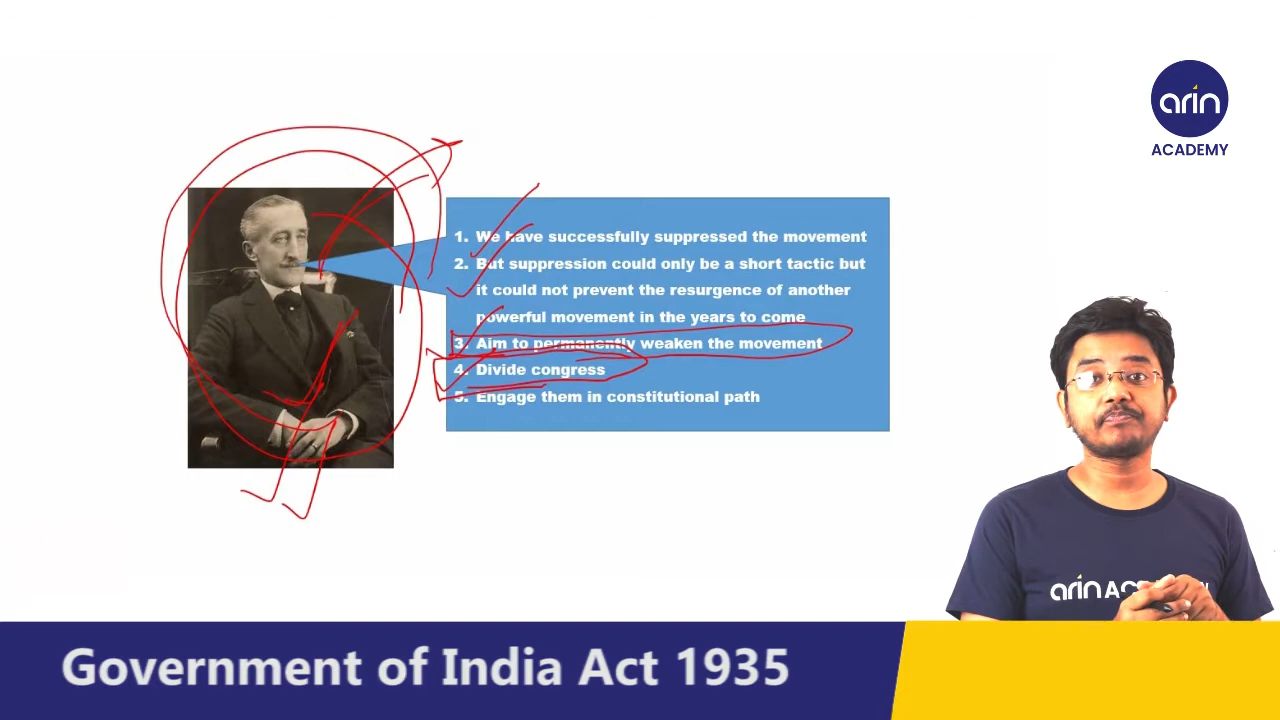 arin
ACADEMY
1. We have successfully suppressed the movement
2. But suppression could only be a short tactic but
it could not prevent the resurgence of another
powerful movement in the years to come
3. Aim to permanently weaken the movement
4. Divide congress
5. Engage them in constitutional path
arin
Government of India Act 1935